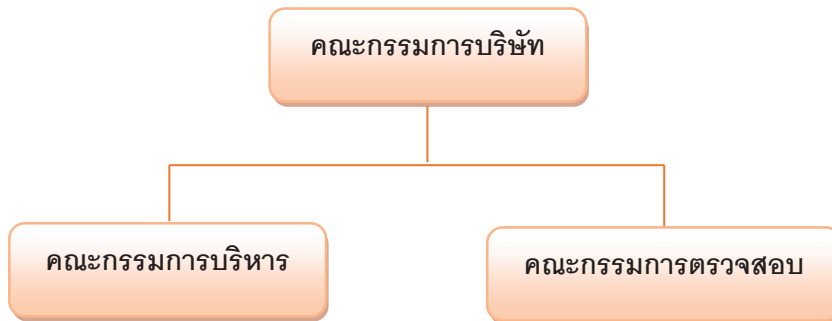 คณะกรรมการบริษัท
คณะกรรมการบริหาร
คณะกรรมการตรวจสอบ